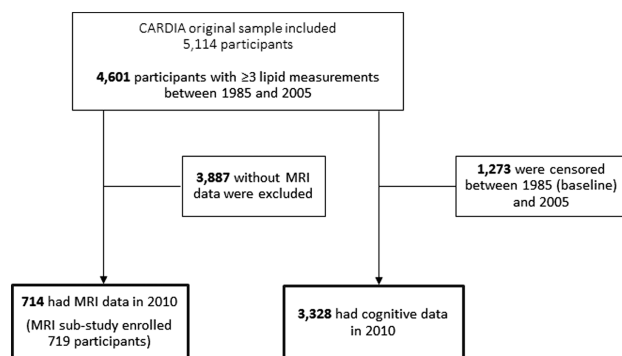 CARDIA original sample included
5,114 participants
4,601 participants with ≥3 lipid measurements
between 1985 and 2005
3,887 without MRI
data were excluded
1,273 were censored
between 1985 (baseline)
and 2005
714 had MRI data in 2010
(MRI sub-study enrolled
719 participants)
3,328 had cognitive data
in 2010